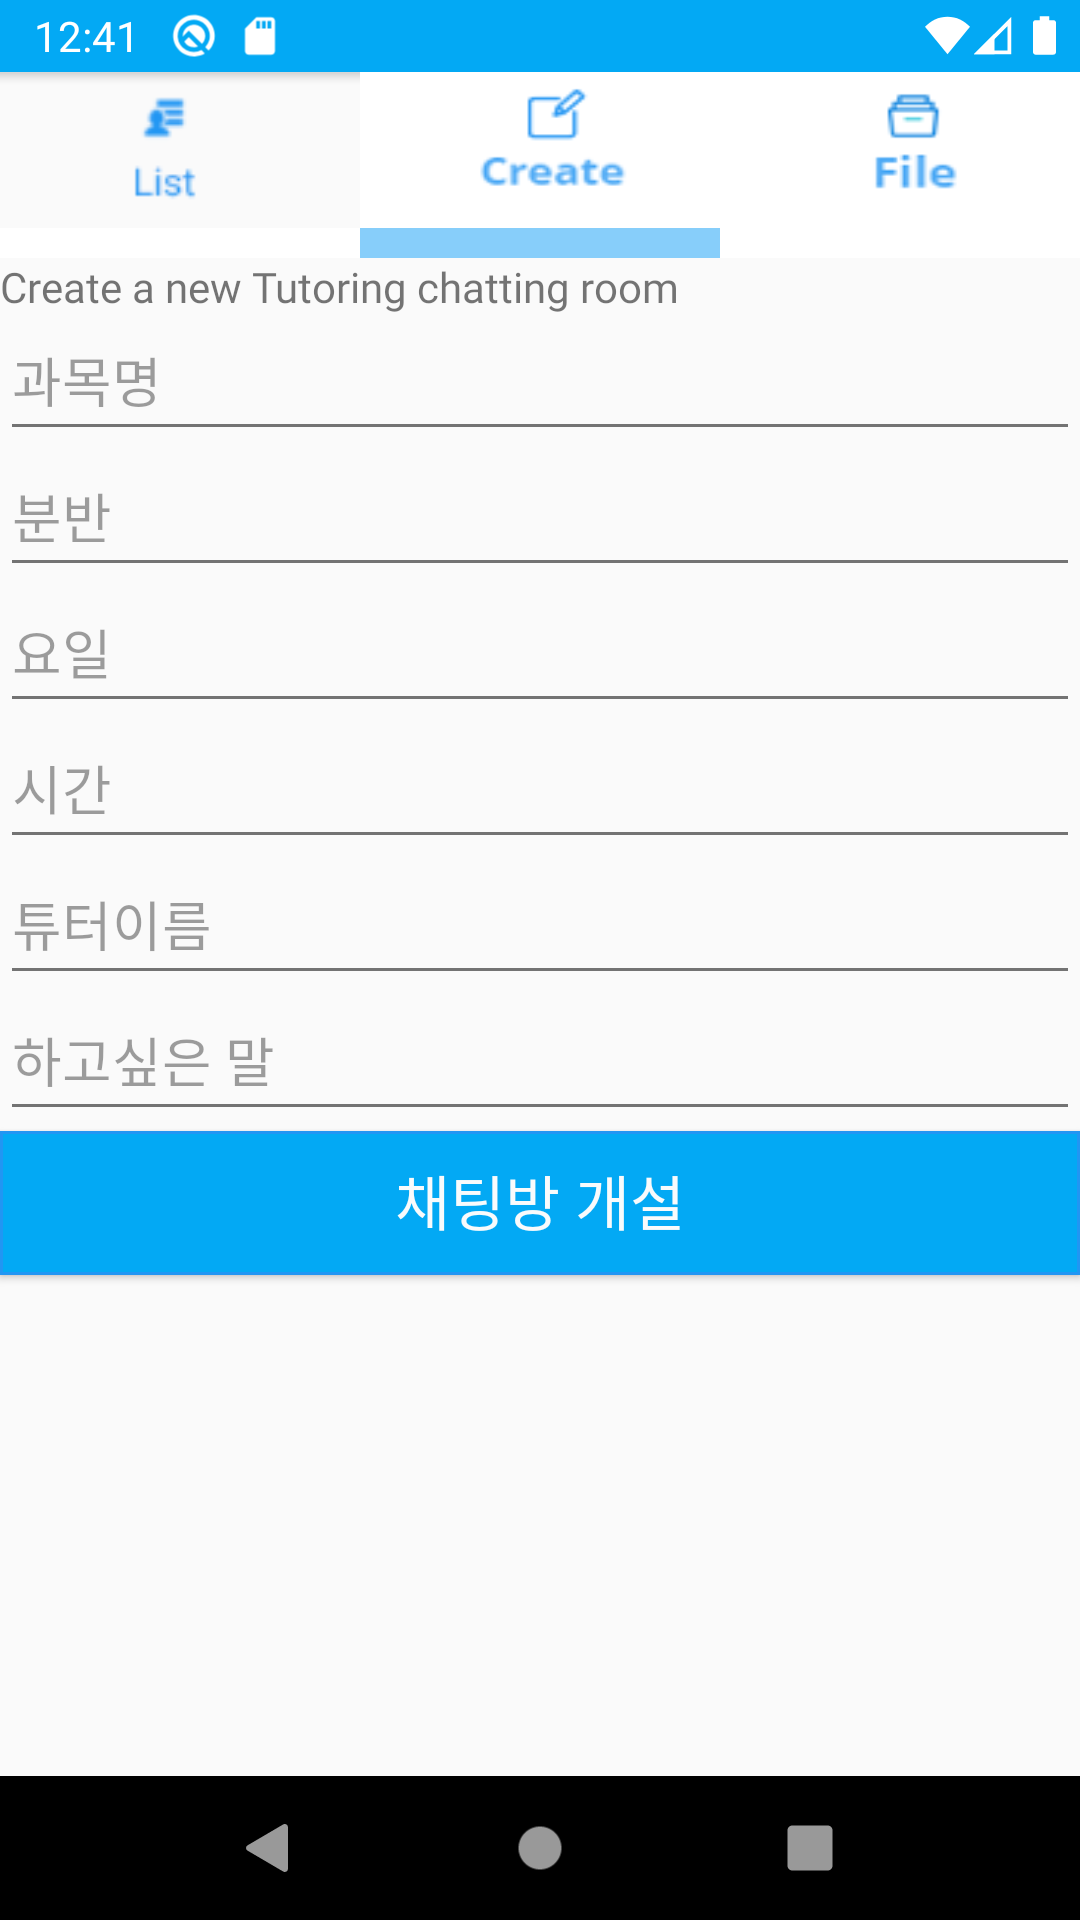 12:41
List
Create
File
Create a new Tutoring chatting room
과목명
분반
요일
시간
튜터이름
하고싶은 말
채팅방 개설